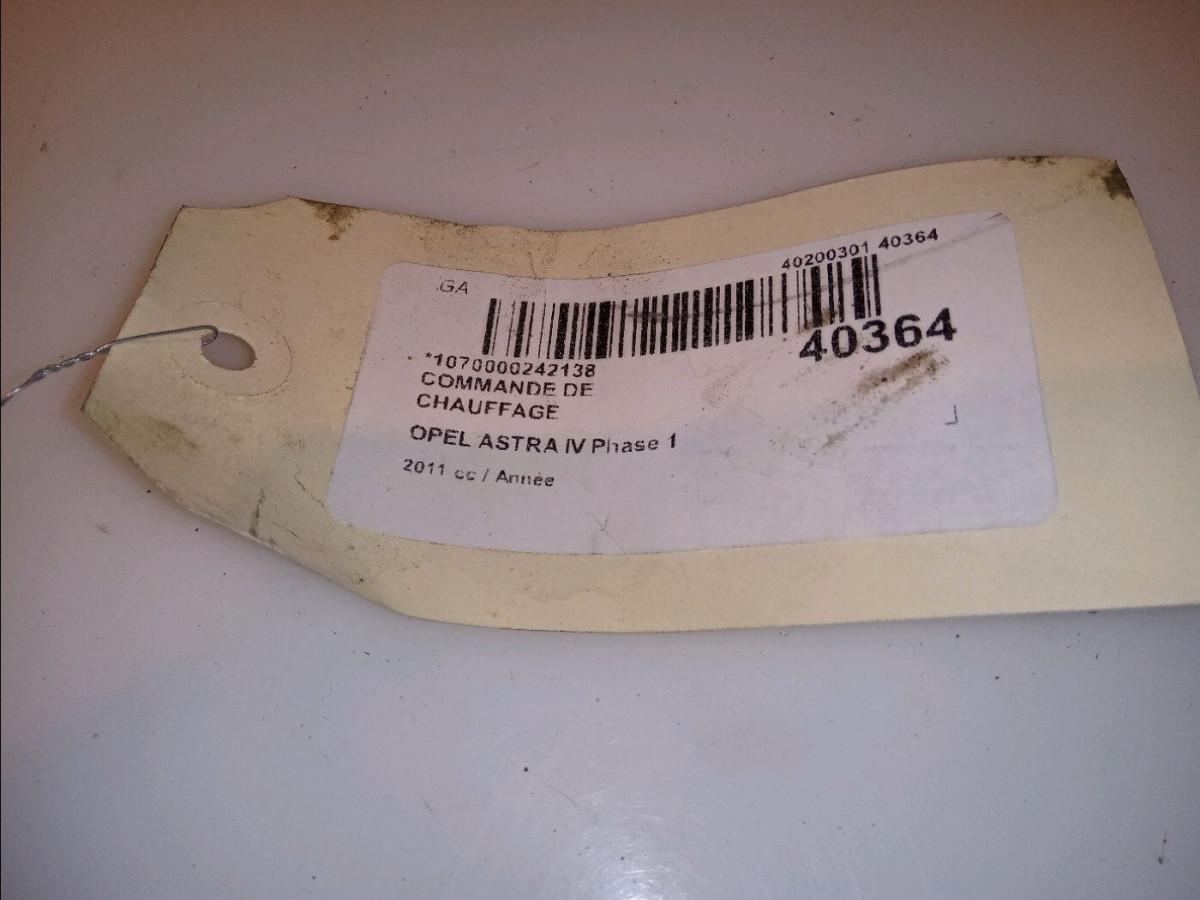 .GA
40200301 40364
40364
*1070000242138
COMMANDE DE
CHAUFFAGE
OPEL ASTRA IV Phase 1
2011 cc / Année